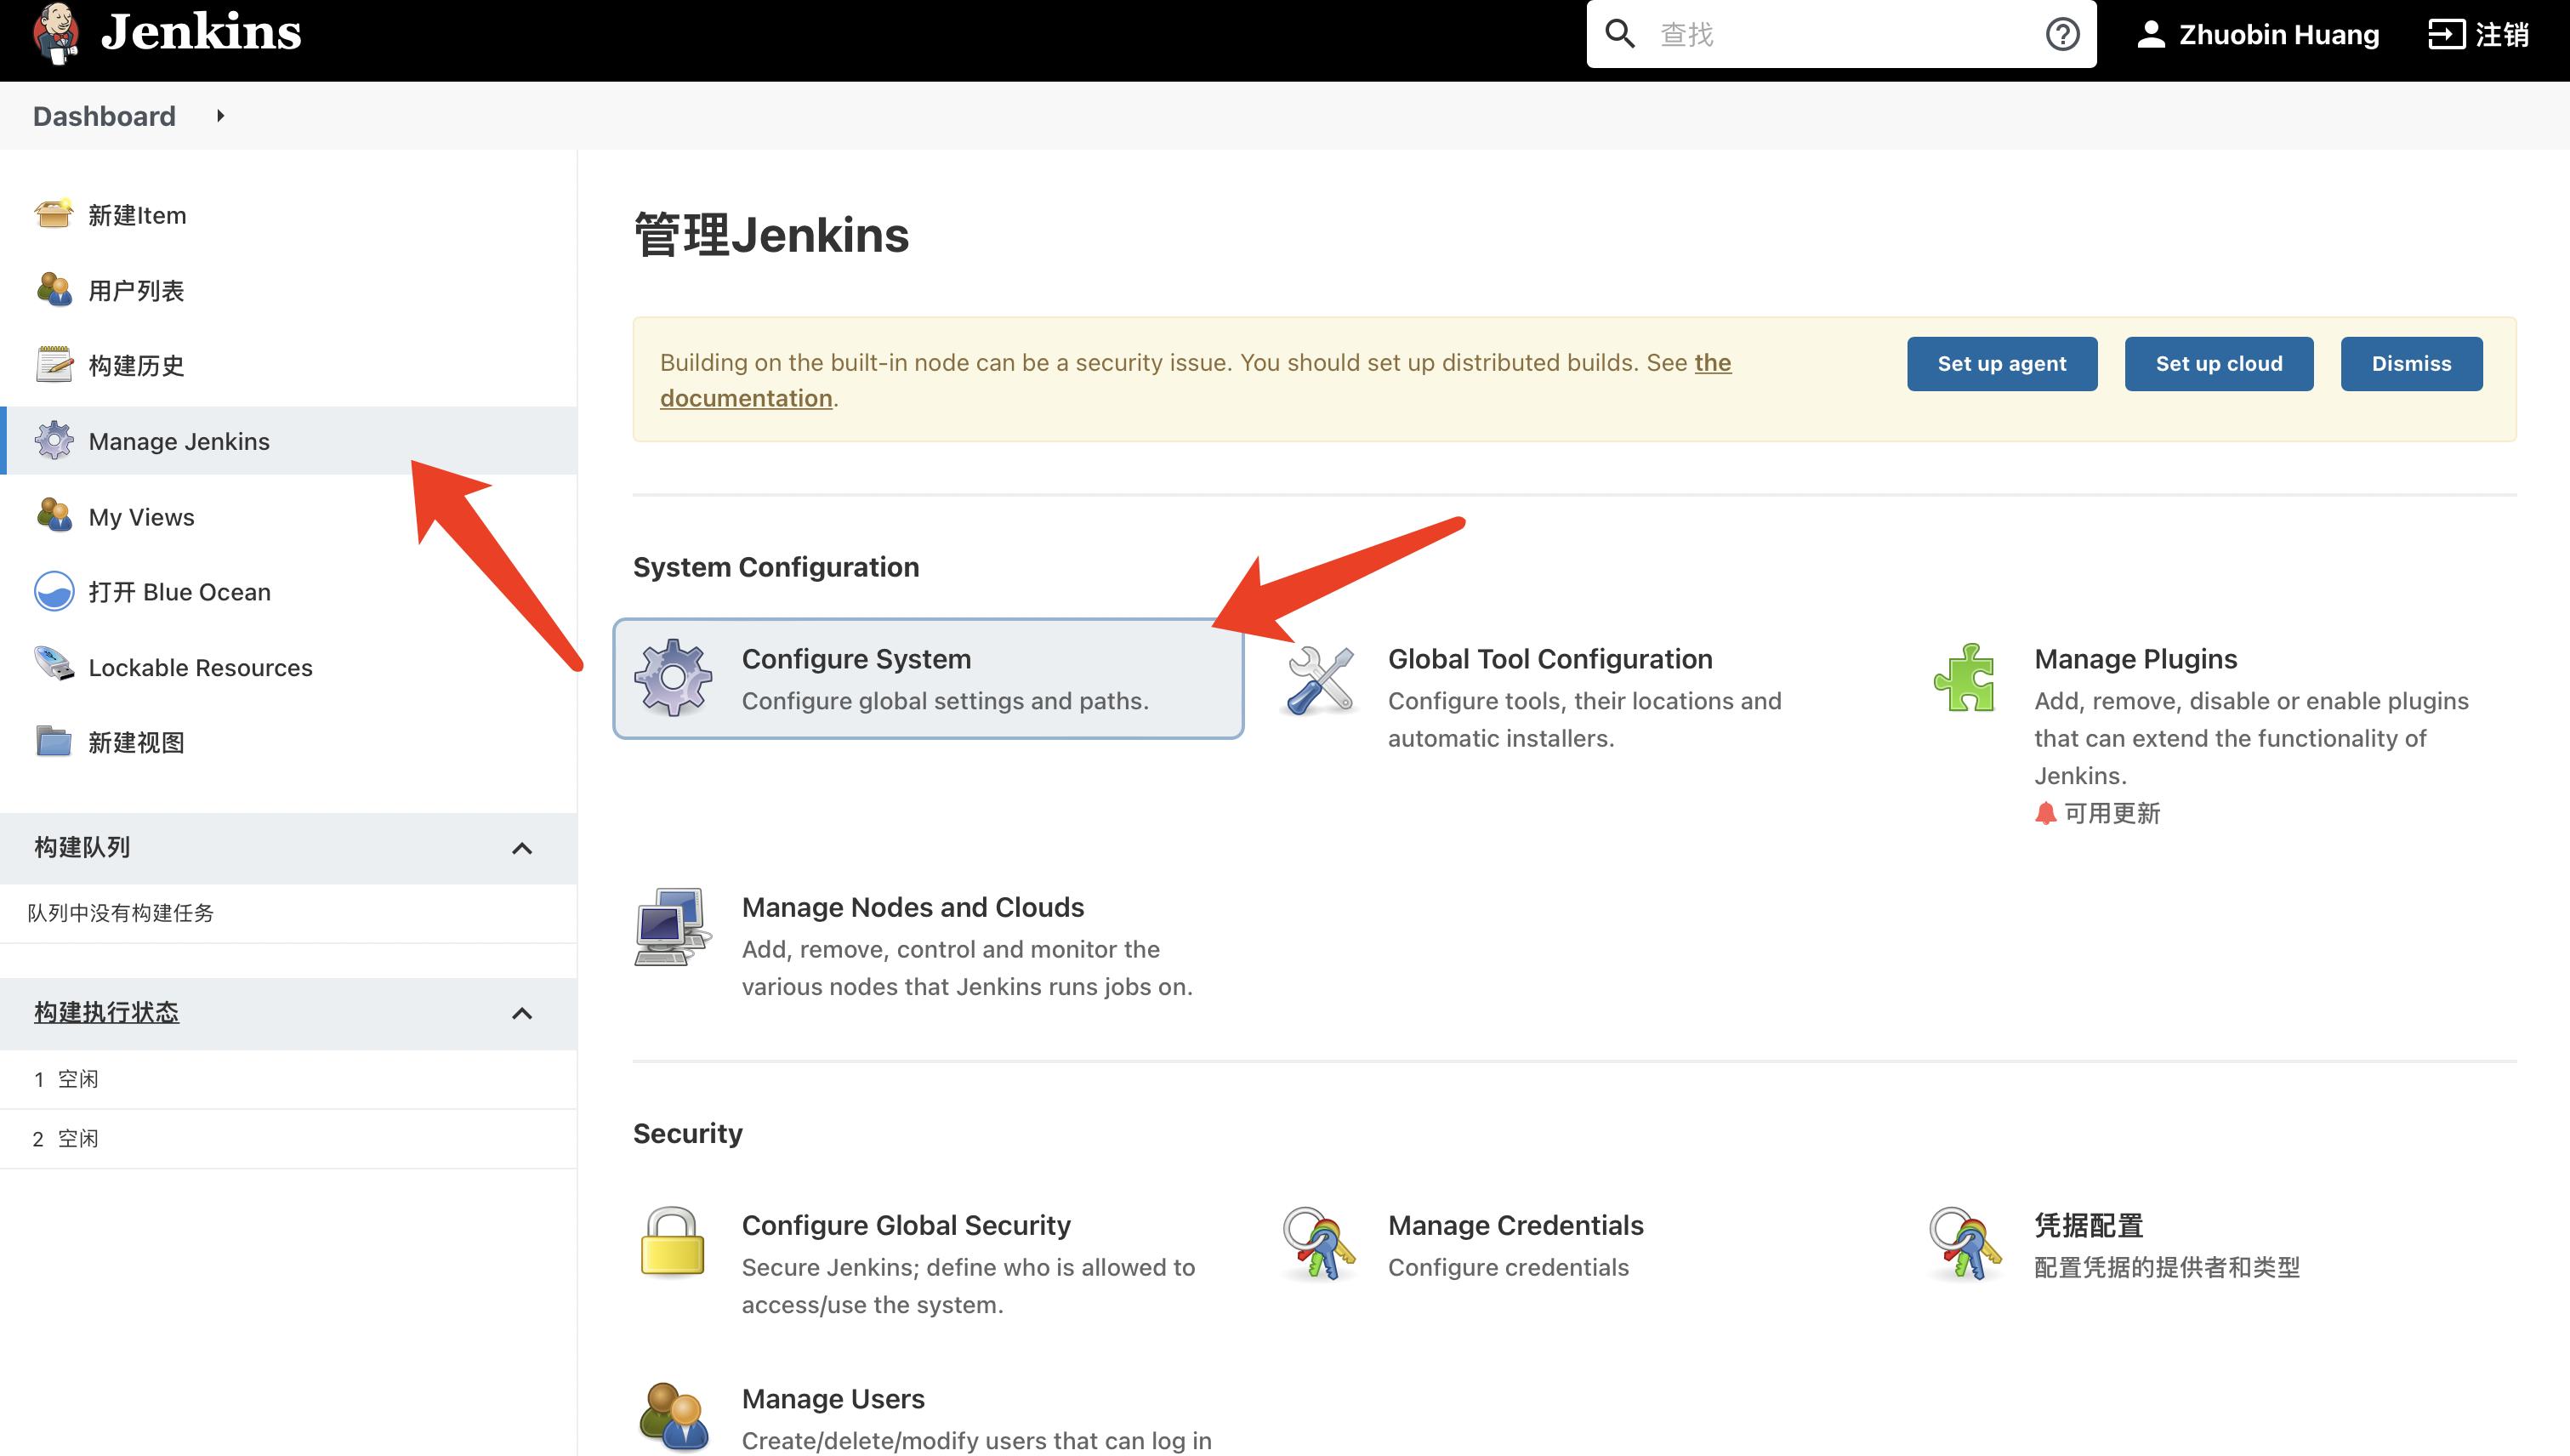 Jenkins
查找
Zhuobin Huang
注销
Dashboard
新建Item
用户列表
构建历史
Manage Jenkins
My Views
打开 Blue Ocean
Lockable Resources
新建视图
构建队列
队列中没有构建任务
构建执行状态
1 空闲
2 空闲
管理Jenkins
Building on the built-in node can be a security issue. You should set up distributed builds. See the
documentation.
Set up agent
Set up cloud
Dismiss
System Configuration
Configure System
Configure global settings and paths.
Global Tool Configuration
Configure tools, their locations and
automatic installers.
Manage Plugins
Add, remove, disable or enable plugins
that can extend the functionality of
Jenkins.
可用更新
Manage Nodes and Clouds
Add, remove, control and monitor the
various nodes that Jenkins runs jobs on.
Security
Configure Global Security
Secure Jenkins; define who is allowed to
access/use the system.
Manage Credentials
Configure credentials
凭据配置
配置凭据的提供者和类型
Manage Users
Create/delete/modify users that can log in